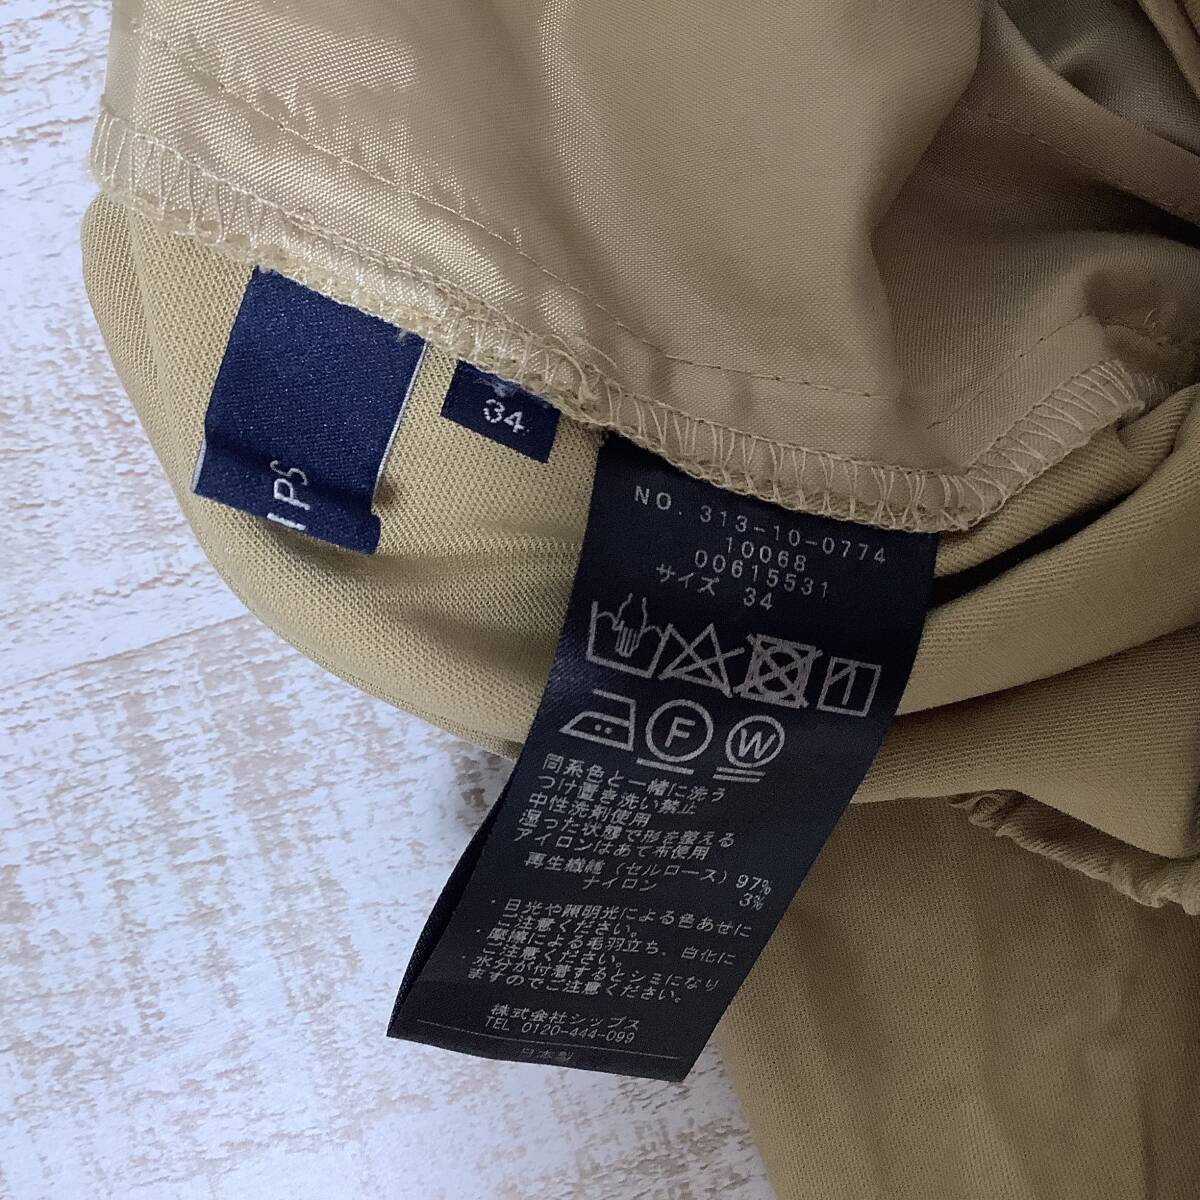 IPS
34
NO. 313-10-0774
10068
00615531
サイズ 34
1
F
W
同系色と一緒に洗う
つけ置き洗い禁止
中性洗剤使用
湿った状態で形を整える
アイロンはあて布使用
再生繊維 (セルロース) 97%
ナイロン 3%
・日光や照明光による色あせに
ご注意ください。
・摩擦による毛羽立ち、白化に
ご注意ください。
・水分が付着するとシミになり
ますのでご注意ください。
株式会社シップス
TEL 0120-444-099
日本製